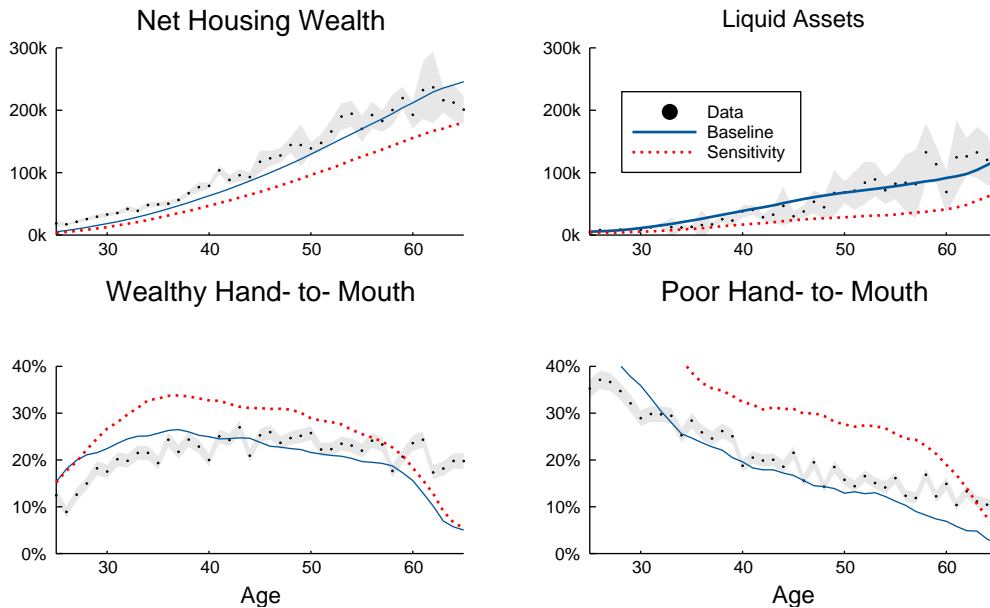 Net Housing Wealth
300k
200k
100k
0k
30
40
50
60
Liquid Assets
300k
200k
100k
0k
30
40
50
60
Data
Baseline
Sensitivity
Wealthy Hand- to- Mouth
40%
30%
20%
10%
0%
30
40
50
60
Age
Poor Hand- to- Mouth
40%
30%
20%
10%
0%
30
40
50
60
Age